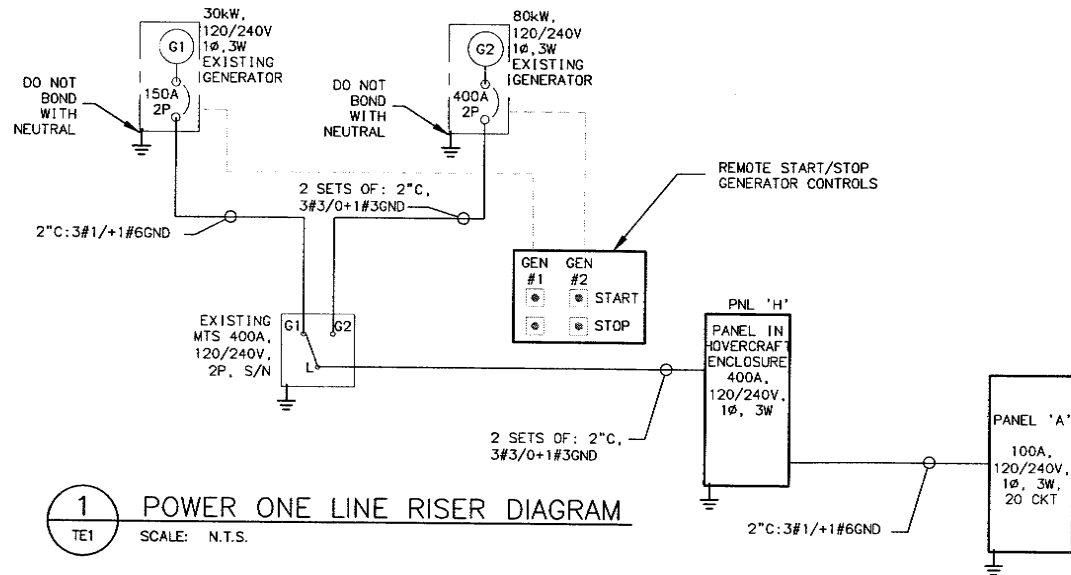 30kW,
120/240V
1ø,3W
EXISTING
GENERATOR
G1
150A
2P
DO NOT
BOND
WITH
NEUTRAL
80kW,
120/240V
1ø,3W
EXISTING
GENERATOR
G2
400A
2P
DO NOT
BOND
WITH
NEUTRAL
2 SETS OF: 2"C,
3#3/0+1#3GND
2"C:3#1/+1#6GND
REMOTE START/STOP
GENERATOR CONTROLS
GEN GEN
#1 #2
START
STOP
EXISTING
MTS 400A,
120/240V,
2P, S/N
G1 G2
L
PNL 'H'
PANEL IN
HOVERCRAFT
ENCLOSURE
400A,
120/240V,
1ø, 3W
2 SETS OF: 2"C,
3#3/0+1#3GND
PANEL 'A'
100A,
120/240V,
1ø, 3W,
20 CKT
2"C:3#1/+1#6GND
1
TE1
POWER ONE LINE RISER DIAGRAM
SCALE: N.T.S.